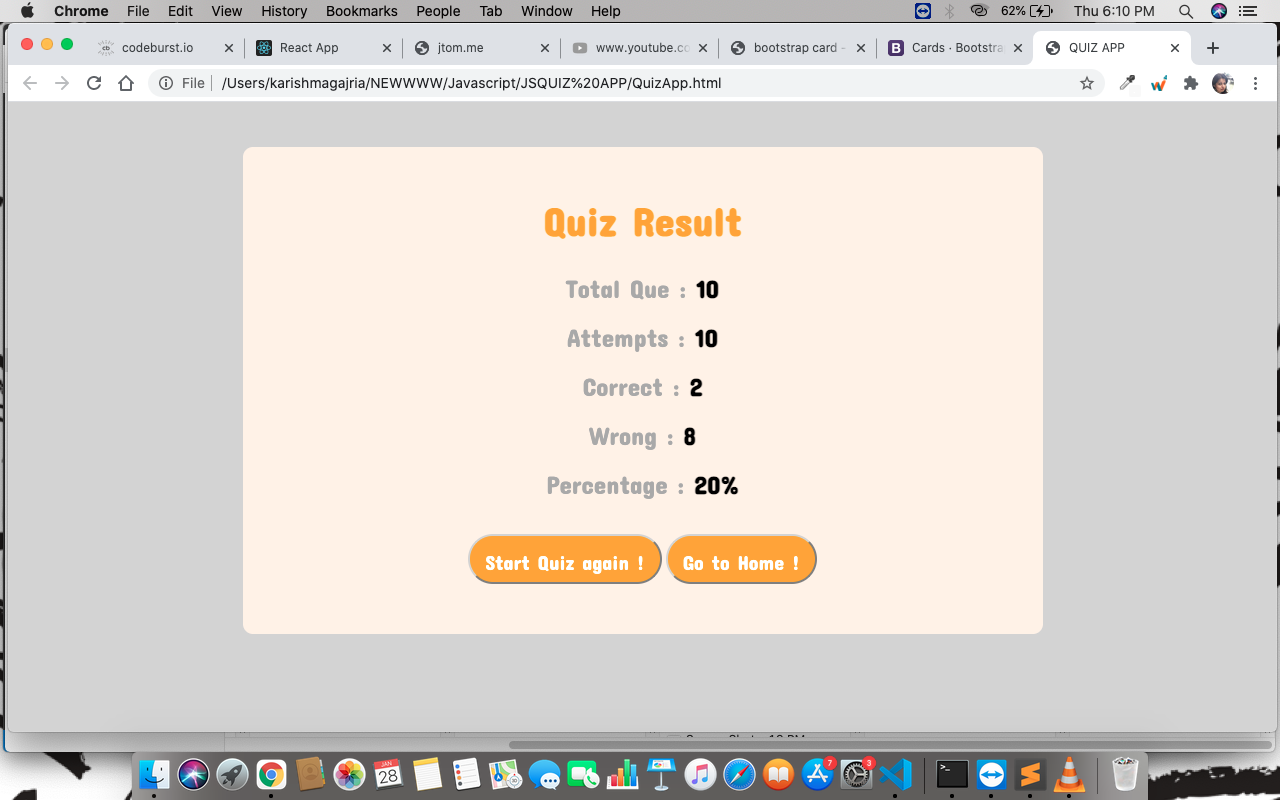 Chrome File Edit View History Bookmarks People Tab Window Help 62% Thu 6:10 PM
codeburst.io React App jtom.me www.youtube.co bootstrap card - Cards · Bootstra QUIZ APP
File /Users/karishmagajria/NEWWWW/Javascript/JSQUIZ%20APP/QuizApp.html
Quiz Result
Total Que : 10
Attempts : 10
Correct : 2
Wrong : 8
Percentage : 20%
Start Quiz again ! Go to Home !
JAN
28
7
3